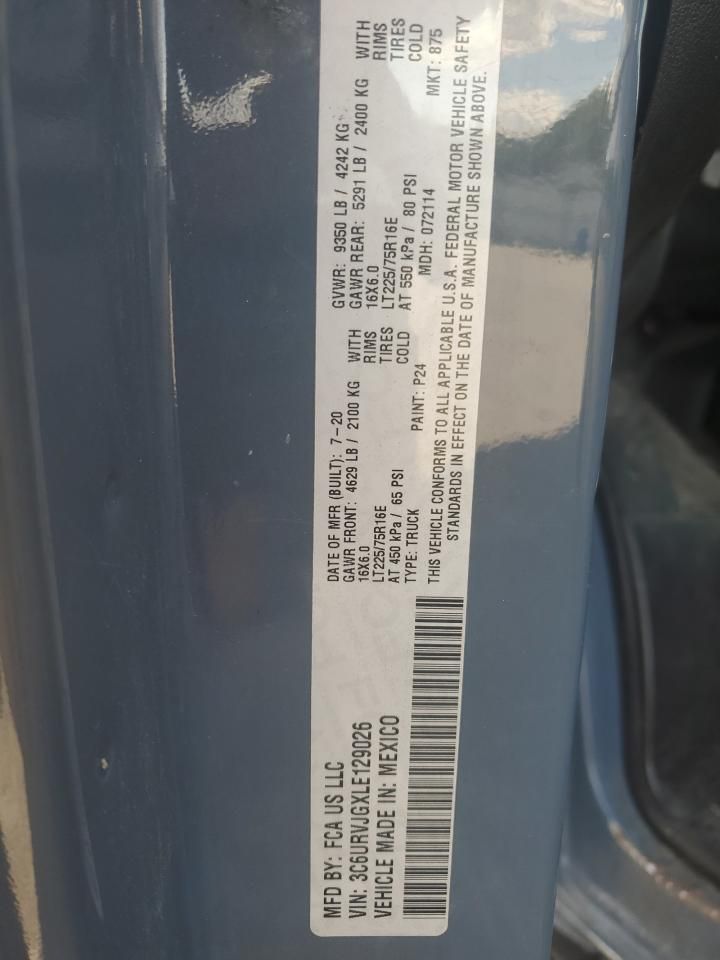 MFD BY: FCA US LLC
VIN: 3C6URVJGXLE129026
VEHICLE MADE IN: MEXICO
DATE OF MFR (BUILT): 7-20 GVWR: 9350 LB / 4242 KG
GAWR FRONT: 4629 LB / 2100 KG WITH GAWR REAR: 5291 LB / 2400 KG WITH
16X6.0 RIMS 16X6.0 RIMS
LT225/75R16E TIRES LT225/75R16E TIRES
AT 450 kPa / 65 PSI COLD AT 550 kPa / 80 PSI COLD
TYPE: TRUCK PAINT: P24 MDH: 072114 MKT: 875
THIS VEHICLE CONFORMS TO ALL APPLICABLE U.S.A. FEDERAL MOTOR VEHICLE SAFETY
STANDARDS IN EFFECT ON THE DATE OF MANUFACTURE SHOWN ABOVE.